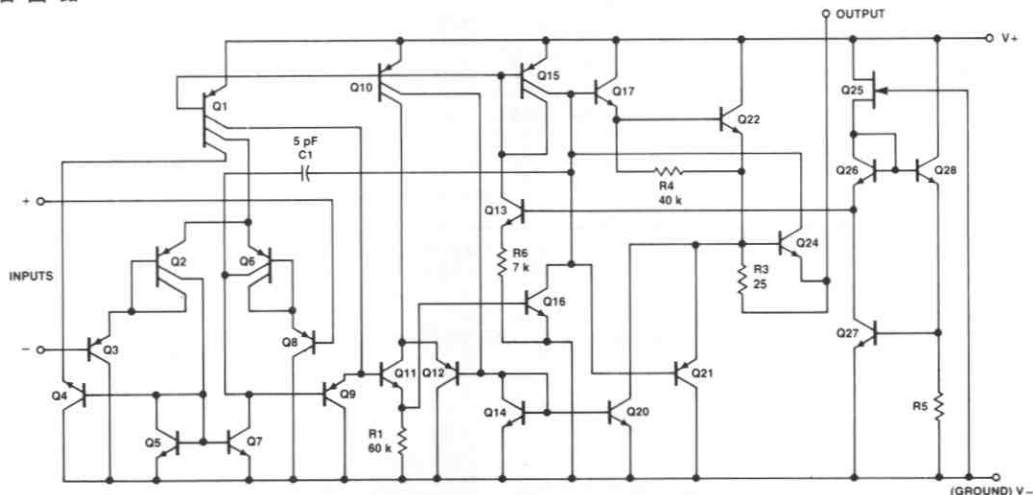 OUTPUT
V+
Q1
Q10
Q15
Q17
Q25
Q22
5 pF
C1
Q26
Q28
R4
40 k
+
Q13
Q24
Q2
Q6
R6
7 k
R3
25
INPUTS
Q16
−
Q3
Q8
Q27
Q4
Q9
Q11
Q12
Q21
Q14
Q20
R5
Q5
Q7
R1
60 k
(GROUND) V−